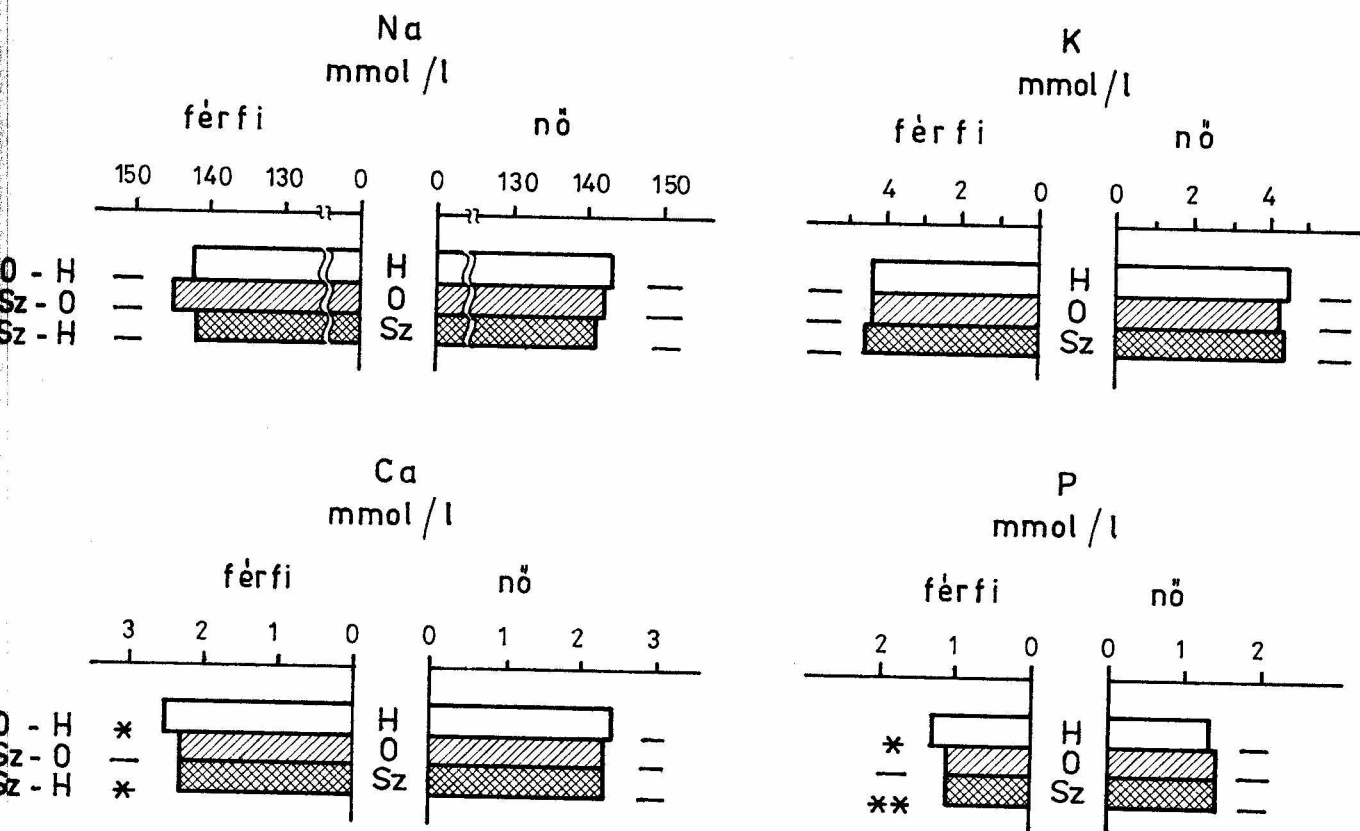 Na
mmol /l
férfi nő
150 140 130 0 0 130 140 150
O - H — H —
Sz - O — O —
Sz - H — Sz —
K
mmol /l
férfi nő
4 2 0 0 2 4
— H —
— O —
— Sz —
Ca
mmol /l
férfi nő
3 2 1 0 0 1 2 3
O - H * H —
Sz - O — O —
Sz - H * Sz —
P
mmol /l
férfi nő
2 1 0 0 1 2
* H —
— O —
** Sz —